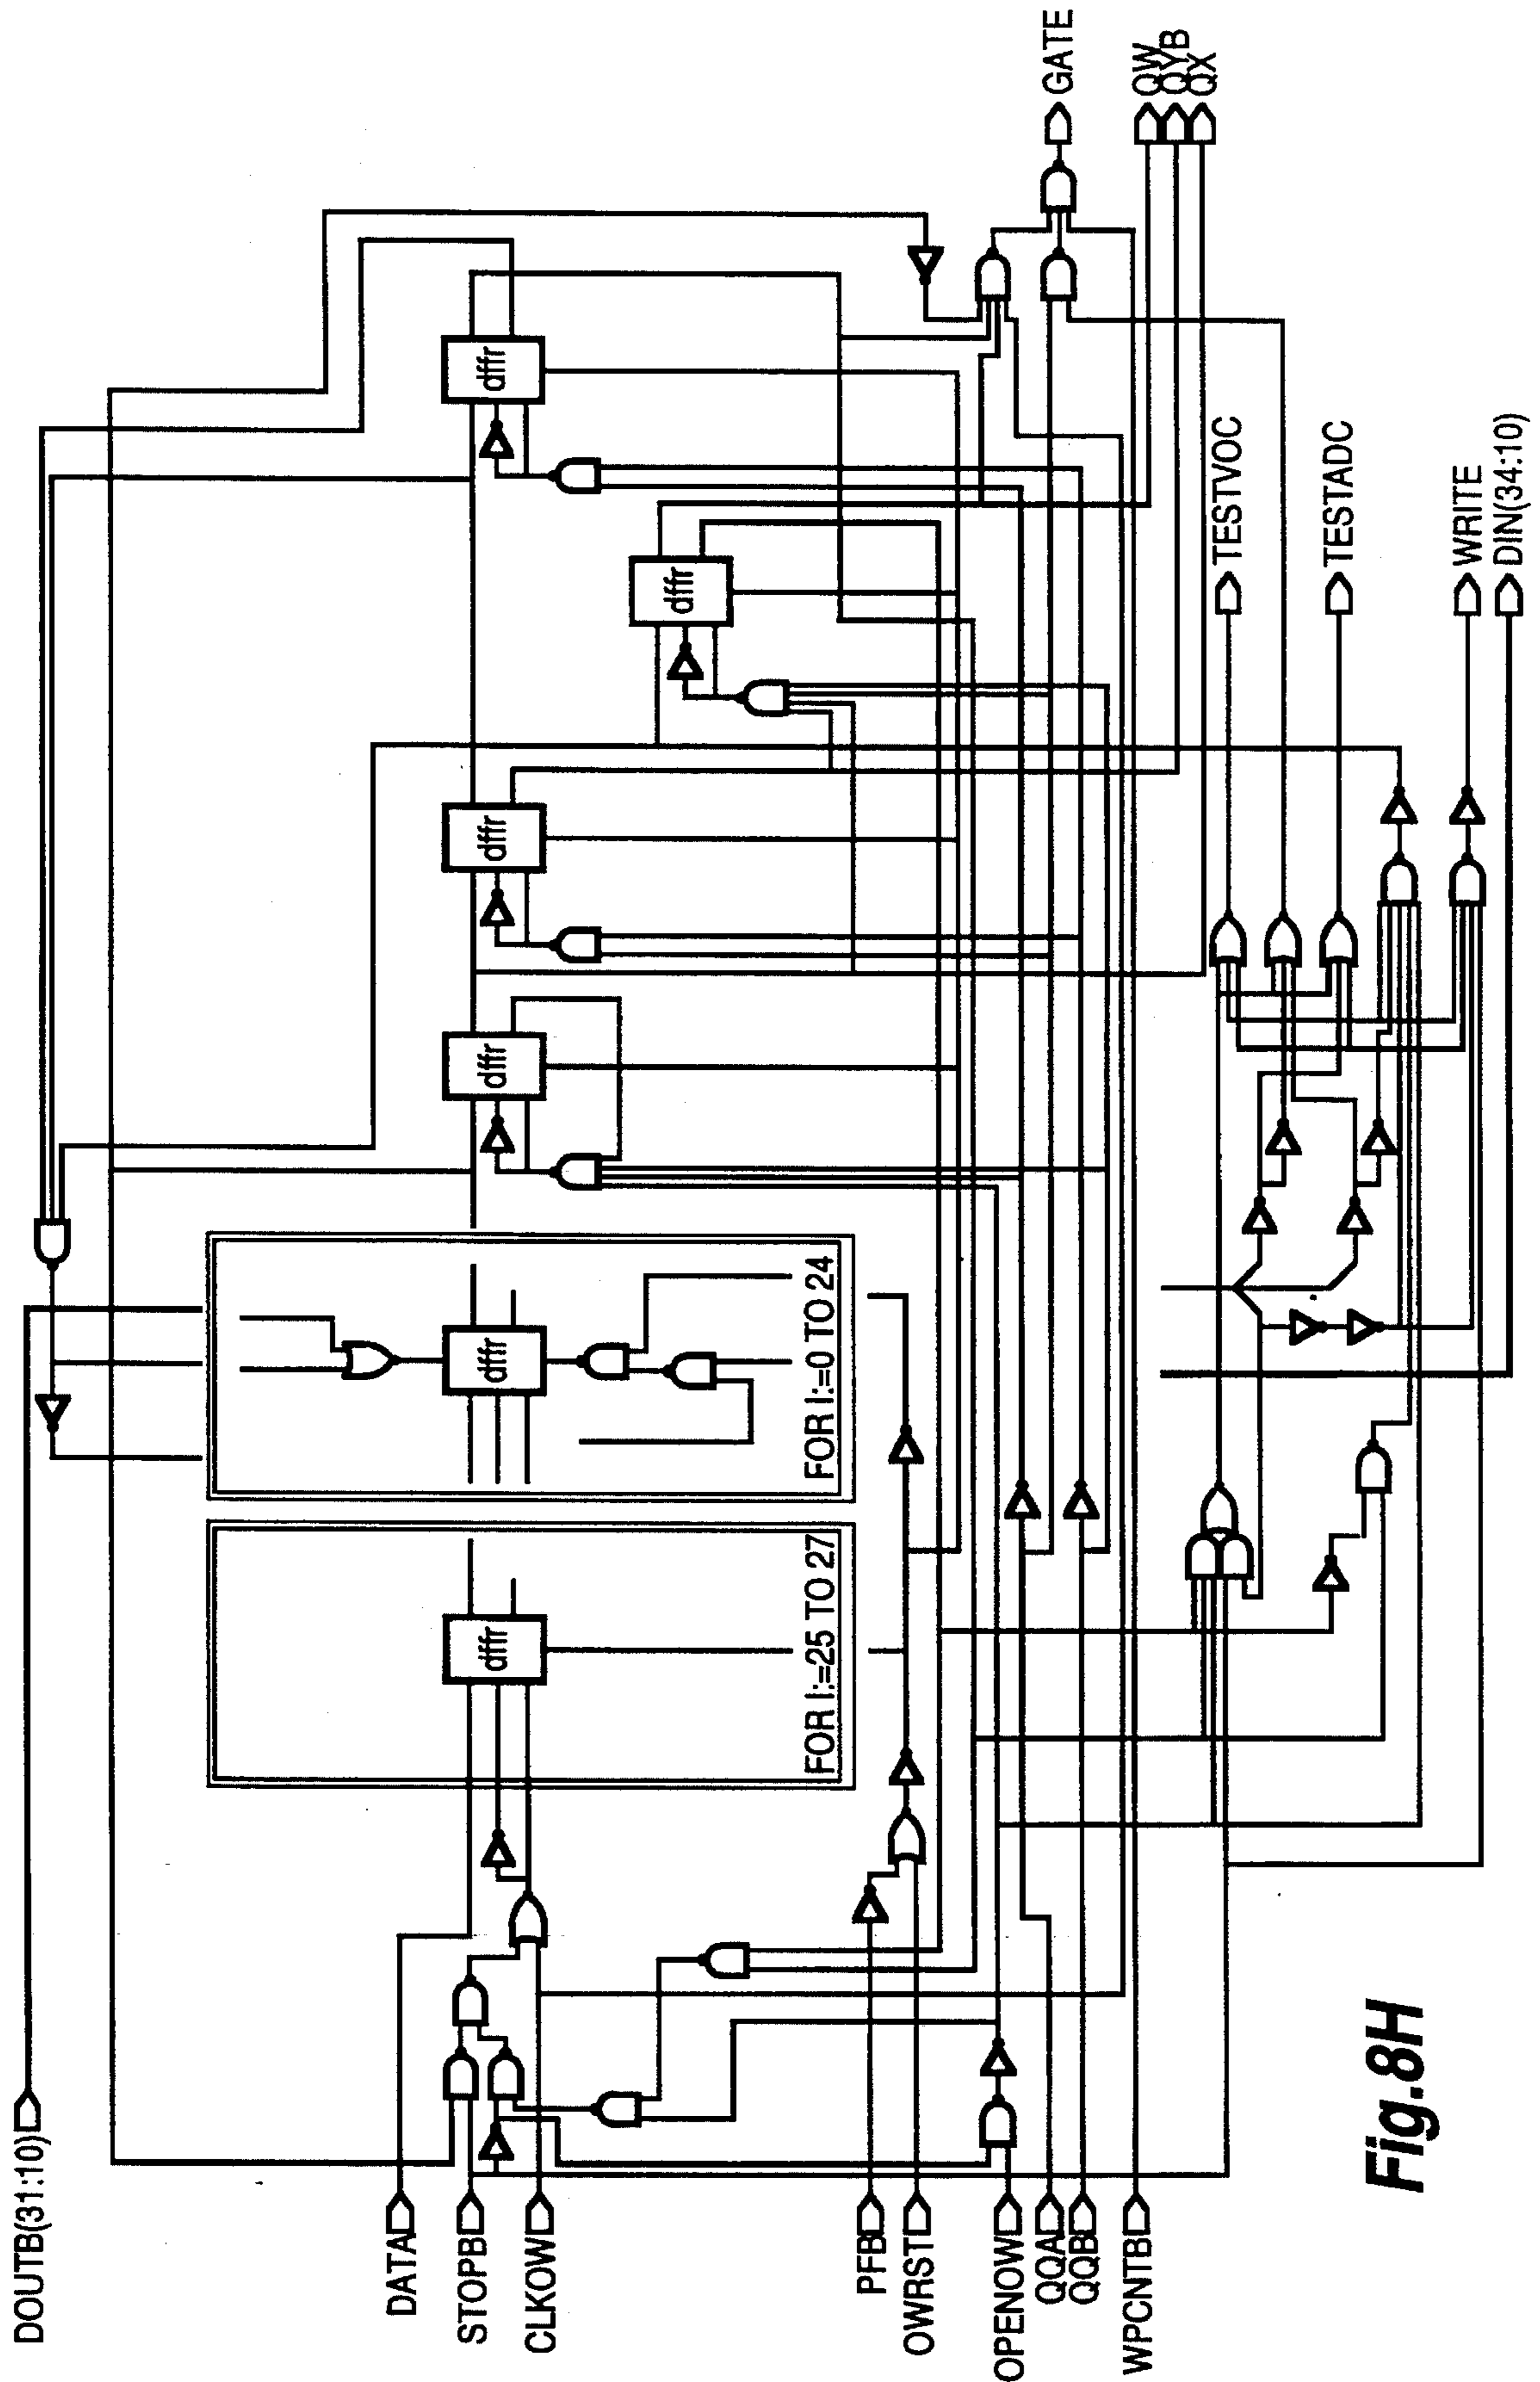 DOUTB(31:10)
DATA
STOPB
CLKOW
PFB
OWRST
OPENOW
QQA
QQB
WPCNTB
dffr
FOR I:=25 TO 27
dffr
FOR I:=0 TO 24
dffr
dffr
dffr
dffr
GATE
QW
QYB
QX
TESTVOC
TESTADC
WRITE
DIN(34:10)
Fig.8H